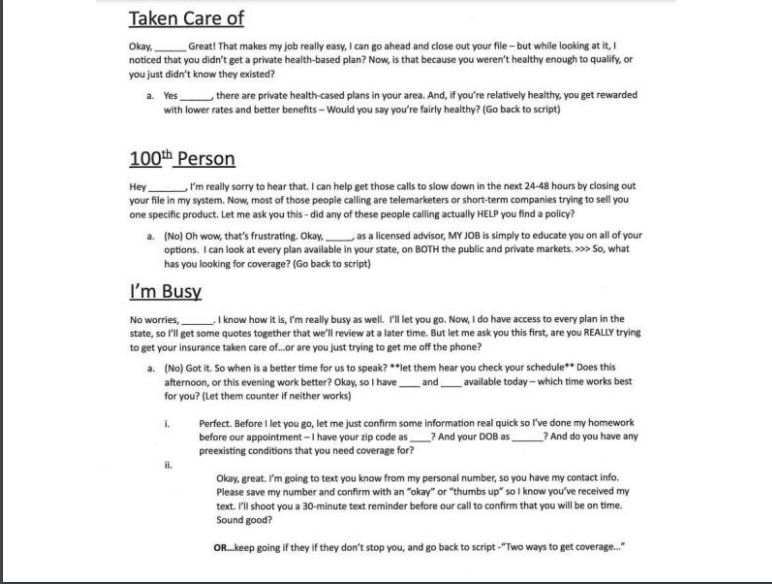 Taken Care of
Okay, ______ Great! That makes my job really easy, I can go ahead and close out your file – but while looking at it, I
noticed that you didn't get a private health-based plan? Now, is that because you weren't healthy enough to qualify, or
you just didn't know they existed?
a. Yes ______, there are private health-cased plans in your area. And, if you're relatively healthy, you get rewarded
with lower rates and better benefits – Would you say you're fairly healthy? (Go back to script)
100th Person
Hey ______, I'm really sorry to hear that. I can help get those calls to slow down in the next 24-48 hours by closing out
your file in my system. Now, most of those people calling are telemarketers or short-term companies trying to sell you
one specific product. Let me ask you this - did any of these people calling actually HELP you find a policy?
a. (No) Oh wow, that's frustrating. Okay, _____, as a licensed advisor, MY JOB is simply to educate you on all of your
options. I can look at every plan available in your state, on BOTH the public and private markets. >>> So, what
has you looking for coverage? (Go back to script)
I'm Busy
No worries, ______. I know how it is, I'm really busy as well. I'll let you go. Now, I do have access to every plan in the
state, so I'll get some quotes together that we'll review at a later time. But let me ask you this first, are you REALLY trying
to get your insurance taken care of...or are you just trying to get me off the phone?
a. (No) Got it. So when is a better time for us to speak? **let them hear you check your schedule** Does this
afternoon, or this evening work better? Okay, so I have ____ and ____ available today – which time works best
for you? (Let them counter if neither works)
i. Perfect. Before I let you go, let me just confirm some information real quick so I've done my homework
before our appointment – I have your zip code as ____? And your DOB as ______? And do you have any
preexisting conditions that you need coverage for?
ii.
Okay, great. I'm going to text you know from my personal number, so you have my contact info.
Please save my number and confirm with an "okay" or "thumbs up" so I know you've received my
text. I'll shoot you a 30-minute text reminder before our call to confirm that you will be on time.
Sound good?
OR...keep going if they if they don't stop you, and go back to script -"Two ways to get coverage..."